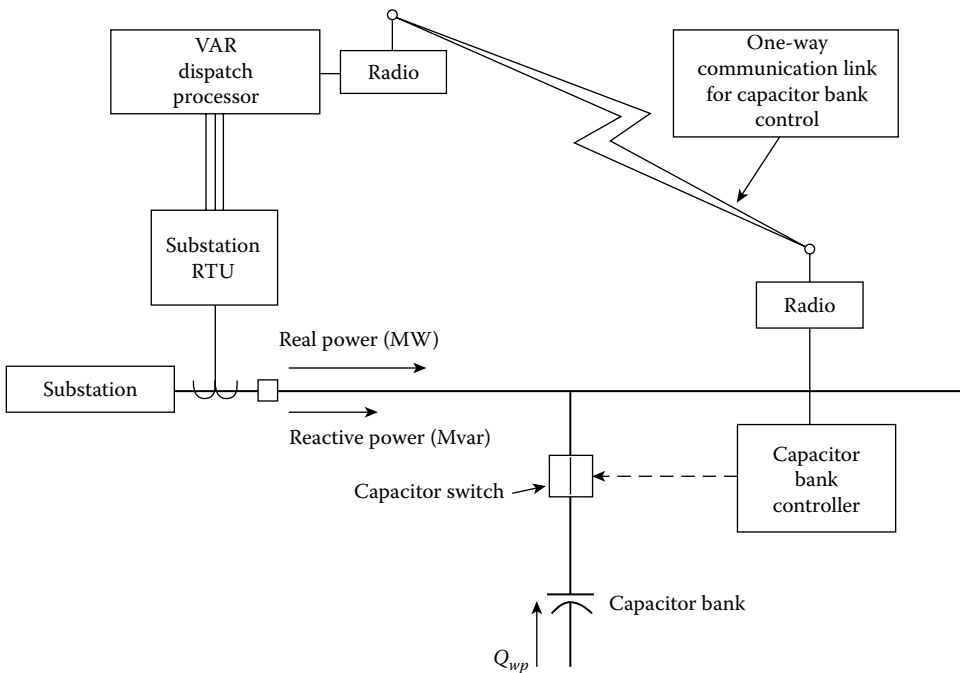 VAR
dispatch
processor
Radio
One-way
communication link
for capacitor bank
control
Substation
RTU
Radio
Real power (MW)
Substation
Reactive power (Mvar)
Capacitor switch
Capacitor
bank
controller
Capacitor bank
Qwp